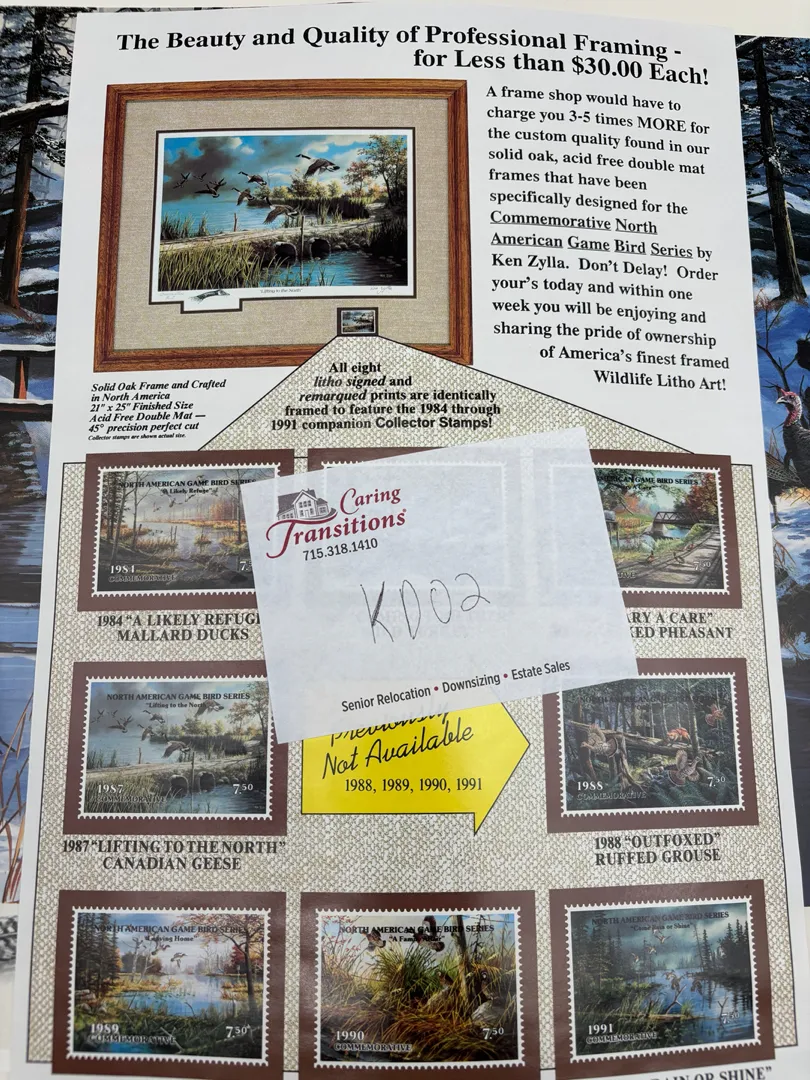 The Beauty and Quality of Professional Framing -
for Less than $30.00 Each!
A frame shop would have to
charge you 3-5 times MORE for
the custom quality found in our
solid oak, acid free double mat
frames that have been
specifically designed for the
Commemorative North
American Game Bird Series by
Ken Zylla. Don't Delay! Order
your's today and within one
week you will be enjoying and
sharing the pride of ownership
of America's finest framed
Wildlife Litho Art!
"Lifting to the North"
Solid Oak Frame and Crafted
in North America
21" x 25" Finished Size
Acid Free Double Mat —
45° precision perfect cut
Collector stamps are shown actual size.
All eight
litho signed and
remarqued prints are identically
framed to feature the 1984 through
1991 companion Collector Stamps!
NORTH AMERICAN GAME BIRD SERIES
"A Likely Refuge"
1984
COMMEMORATIVE
7.
1984 "A LIKELY REFUG
MALLARD DUCKS
AMERICAN GAME BIRD SERIES
7.50
ARY A CARE"
KED PHEASANT
Caring
Transitions
715.318.1410
KD02
Senior Relocation • Downsizing • Estate Sales
NORTH AMERICAN GAME BIRD SERIES
"Lifting to the North"
1987
COMMEMORATIVE
7.50
1987 "LIFTING TO THE NORTH"
CANADIAN GEESE
previously
Not Available
1988, 1989, 1990, 1991
1988
COMMEMORATIVE
7.50
1988 "OUTFOXED"
RUFFED GROUSE
NORTH AMERICAN GAME BIRD SERIES
"Leaving Home"
1989
COMMEMORATIVE
7.50
NORTH AMERICAN GAME BIRD SERIES
"A Family Affair"
1990
COMMEMORATIVE
7.50
NORTH AMERICAN GAME BIRD SERIES
"Come Rain or Shine"
1991
COMMEMORATIVE
7.50
AIN OR SHINE"